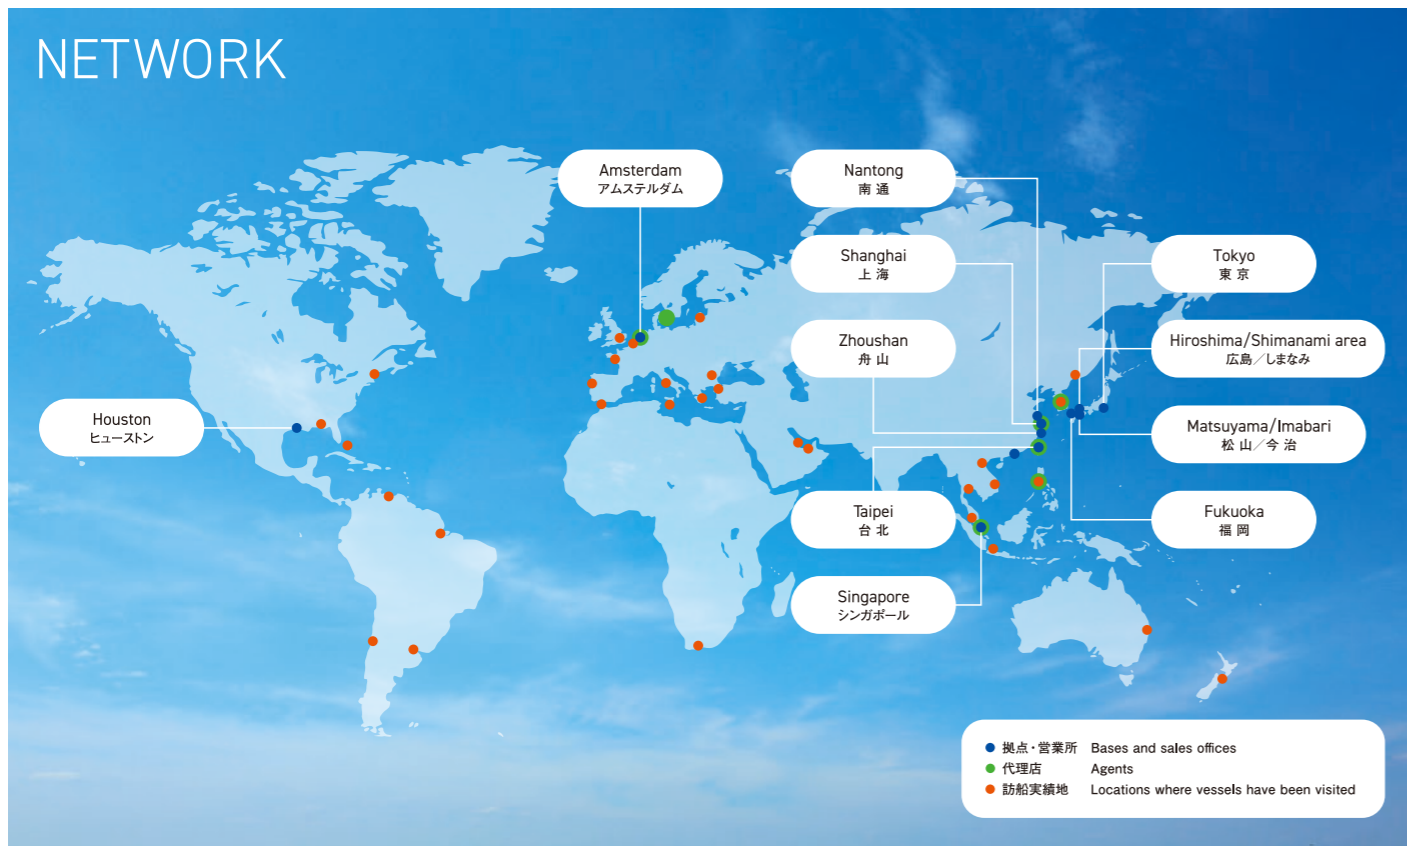 NETWORK
Amsterdam
アムステルダム
Nantong
南通
Shanghai
上海
Tokyo
東京
Zhoushan
舟山
Hiroshima/Shimanami area
広島／しまなみ
Houston
ヒューストン
Matsuyama/Imabari
松山／今治
Taipei
台北
Fukuoka
福岡
Singapore
シンガポール
拠点・営業所 Bases and sales offices
代理店 Agents
訪船実績地 Locations where vessels have been visited